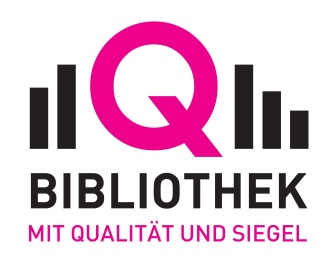 Q
BIBLIOTHEK
MIT QUALITÄT UND SIEGEL